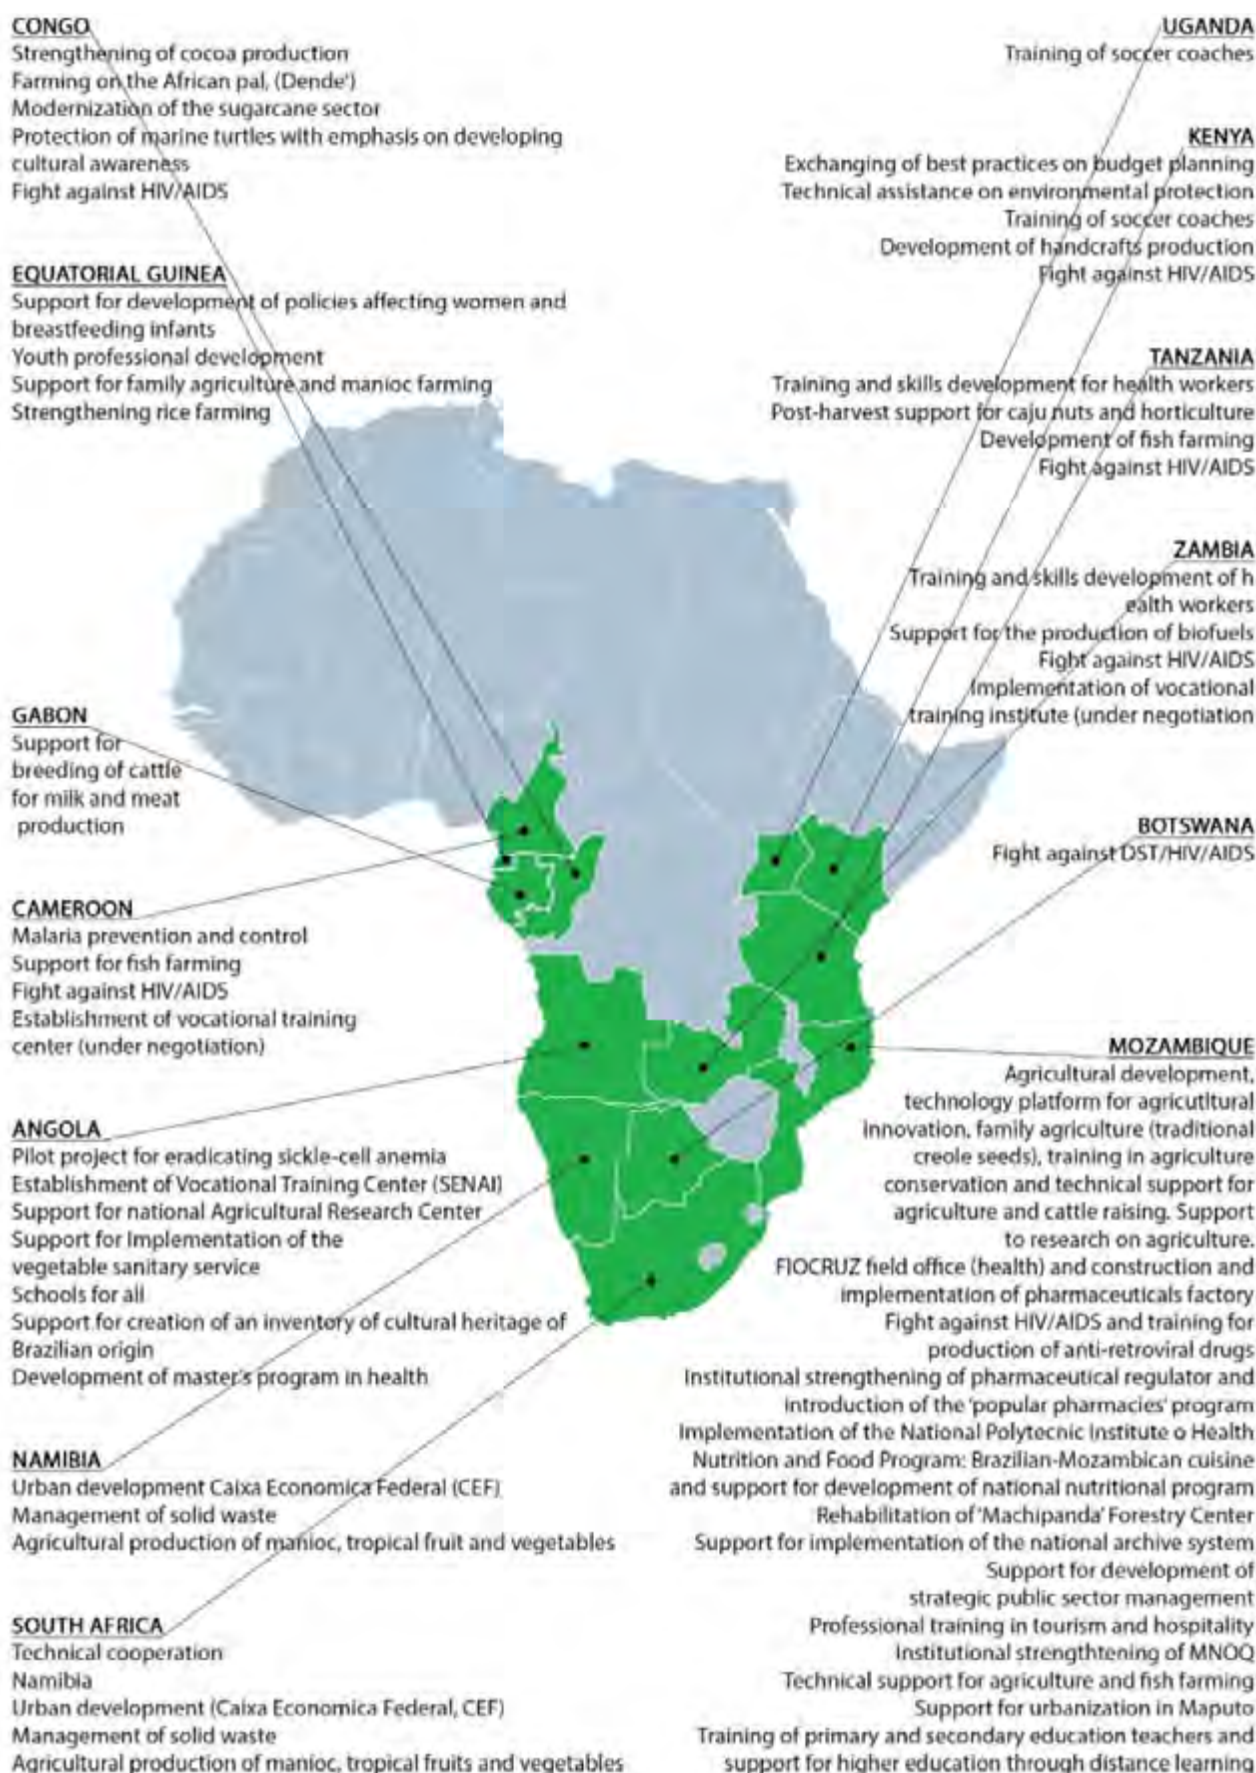 CONGO
Strengthening of cocoa production
Farming on the African pal, (Dende')
Modernization of the sugarcane sector
Protection of marine turtles with emphasis on developing
cultural awareness
Fight against HIV/AIDS
EQUATORIAL GUINEA
Support for development of policies affecting women and
breastfeeding infants
Youth professional development
Support for family agriculture and manioc farming
Strengthening rice farming
GABON
Support for
breeding of cattle
for milk and meat
production
CAMEROON
Malaria prevention and control
Support for fish farming
Fight against HIV/AIDS
Establishment of vocational training
center (under negotiation)
ANGOLA
Pilot project for eradicating sickle-cell anemia
Establishment of Vocational Training Center (SENAI)
Support for national Agricultural Research Center
Support for Implementation of the
vegetable sanitary service
Schools for all
Support for creation of an inventory of cultural heritage of
Brazilian origin
Development of master's program in health
NAMIBIA
Urban development Caixa Economica Federal (CEF)
Management of solid waste
Agricultural production of manioc, tropical fruit and vegetables
SOUTH AFRICA
Technical cooperation
Namibia
Urban development (Caixa Economica Federal, CEF)
Management of solid waste
Agricultural production of manioc, tropical fruits and vegetables
UGANDA
Training of soccer coaches
KENYA
Exchanging of best practices on budget planning
Technical assistance on environmental protection
Training of soccer coaches
Development of handcrafts production
Fight against HIV/AIDS
TANZANIA
Training and skills development for health workers
Post-harvest support for caju nuts and horticulture
Development of fish farming
Fight against HIV/AIDS
ZAMBIA
Training and skills development of h
ealth workers
Support for the production of biofuels
Fight against HIV/AIDS
Implementation of vocational
training institute (under negotiation
BOTSWANA
Fight against DST/HIV/AIDS
MOZAMBIQUE
Agricultural development,
technology platform for agricutltural
innovation, family agriculture (traditional
creole seeds), training in agriculture
conservation and technical support for
agriculture and cattle raising. Support
to research on agriculture.
FIOCRUZ field office (health) and construction and
implementation of pharmaceuticals factory
Fight against HIV/AIDS and training for
production of anti-retroviral drugs
Institutional strengthening of pharmaceutical regulator and
introduction of the 'popular pharmacies' program
Implementation of the National Polytecnic Institute o Health
Nutrition and Food Program: Brazilian-Mozambican cuisine
and support for development of national nutritional program
Rehabilitation of 'Machipanda' Forestry Center
Support for implementation of the national archive system
Support for development of
strategic public sector management
Professional training in tourism and hospitality
Institutional strengthtening of MNOQ
Technical support for agriculture and fish farming
Support for urbanization in Maputo
Training of primary and secondary education teachers and
support for higher education through distance learning